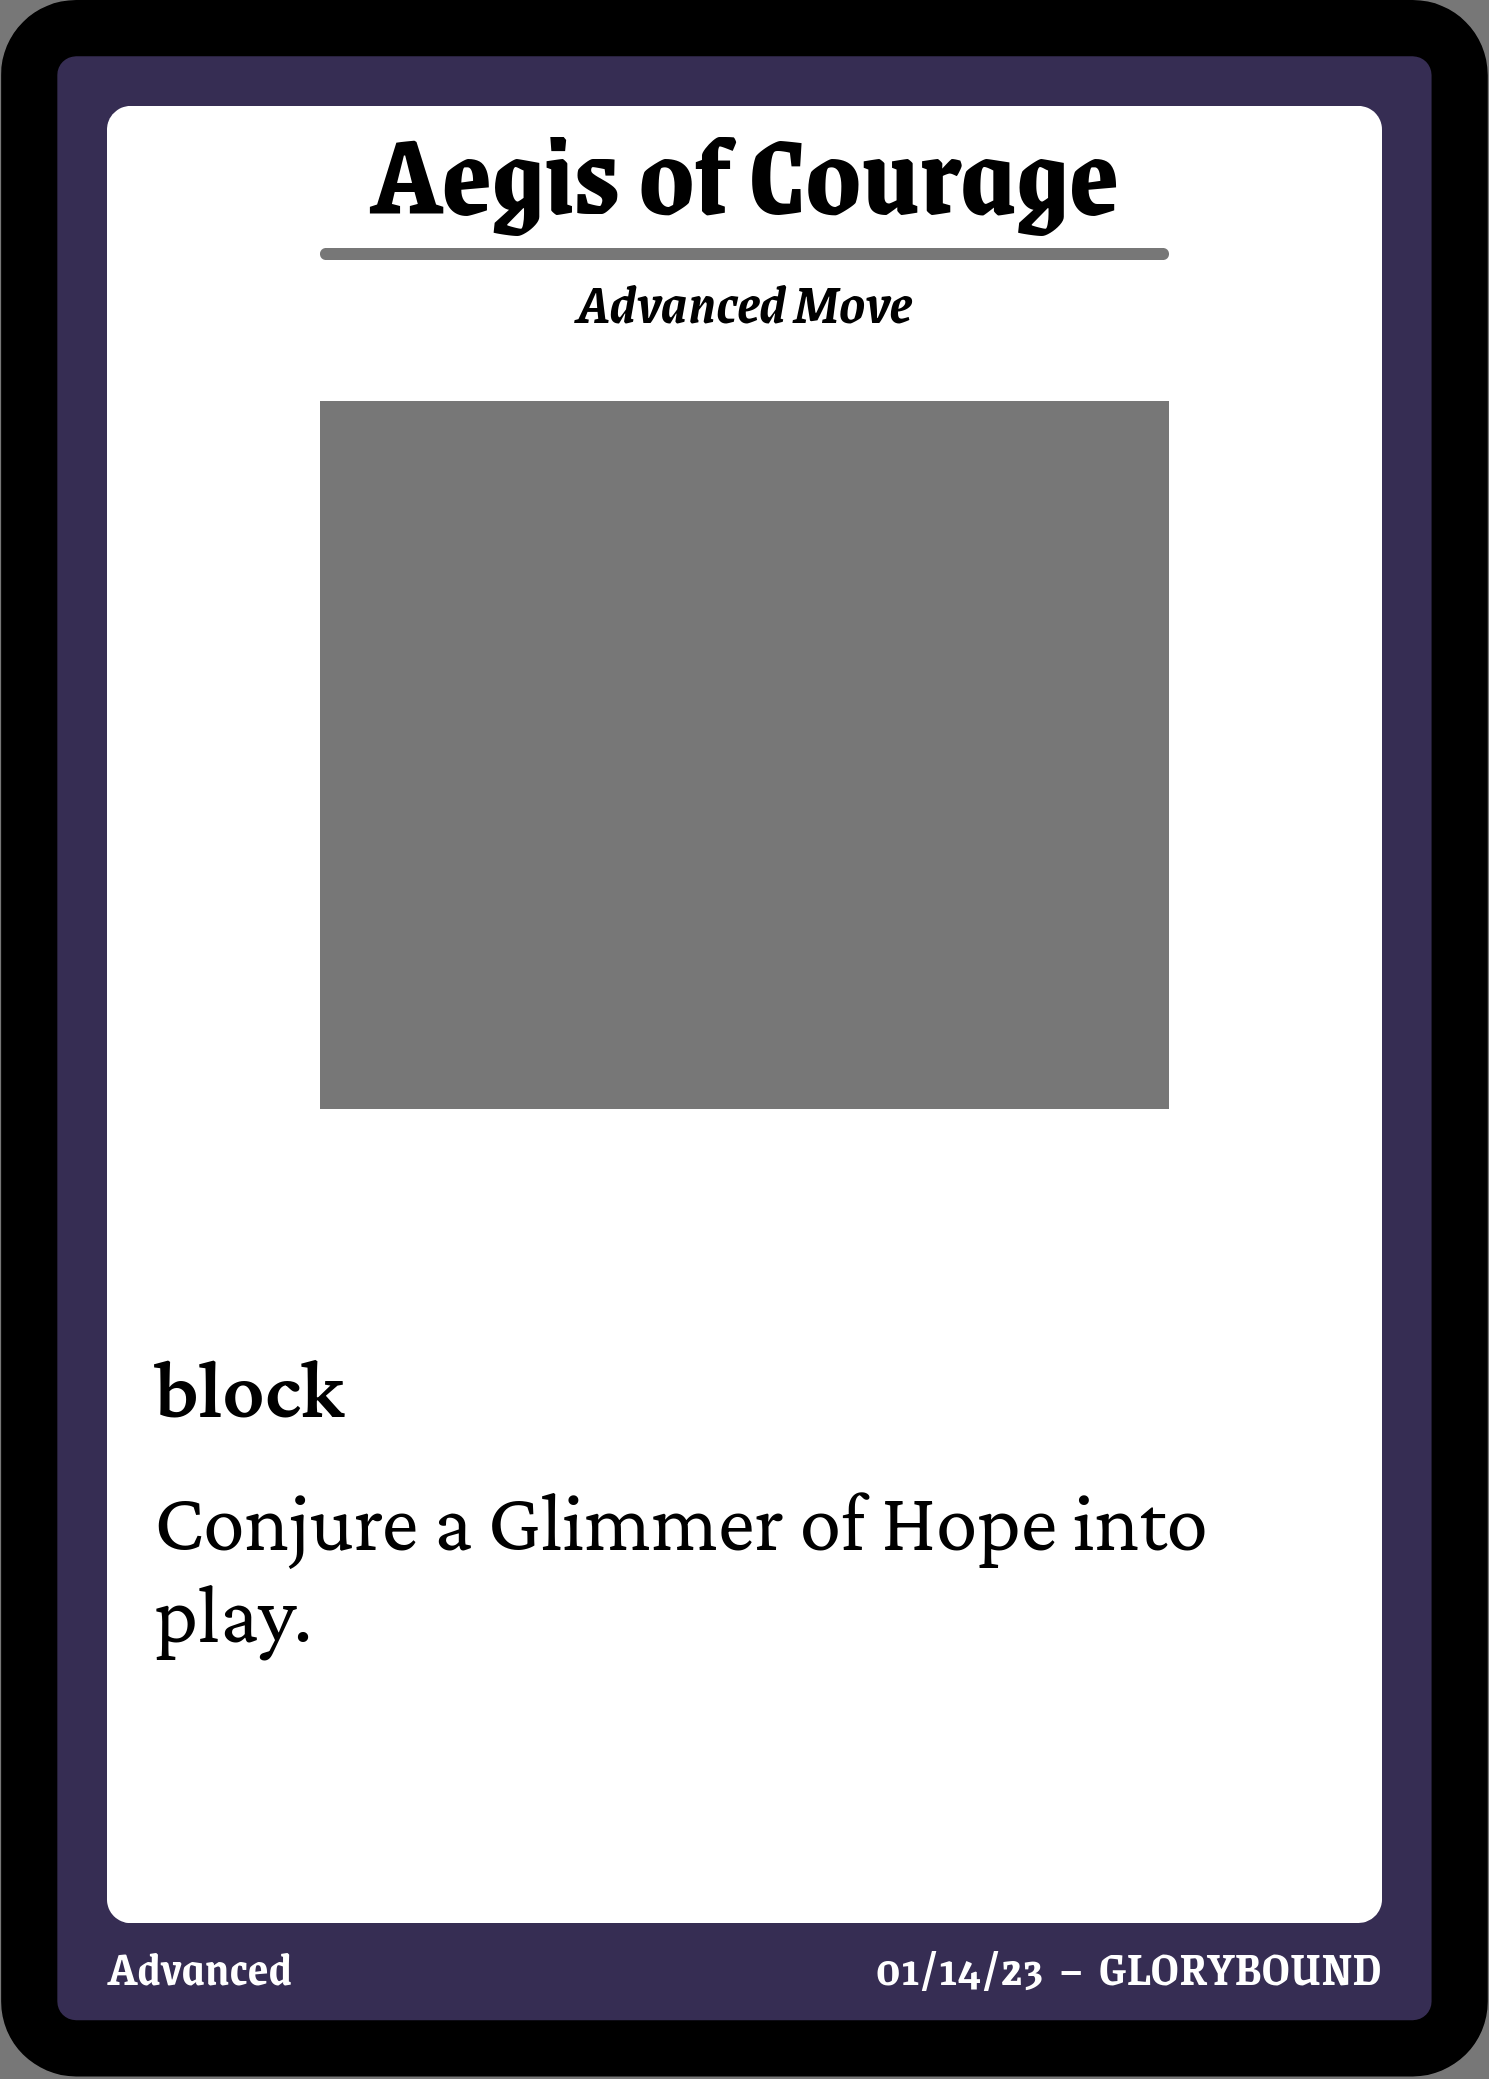 Aegis of Courage
Advanced Move
block
Conjure a Glimmer of Hope into
play.
Advanced
01/14/23 – GLORYBOUND